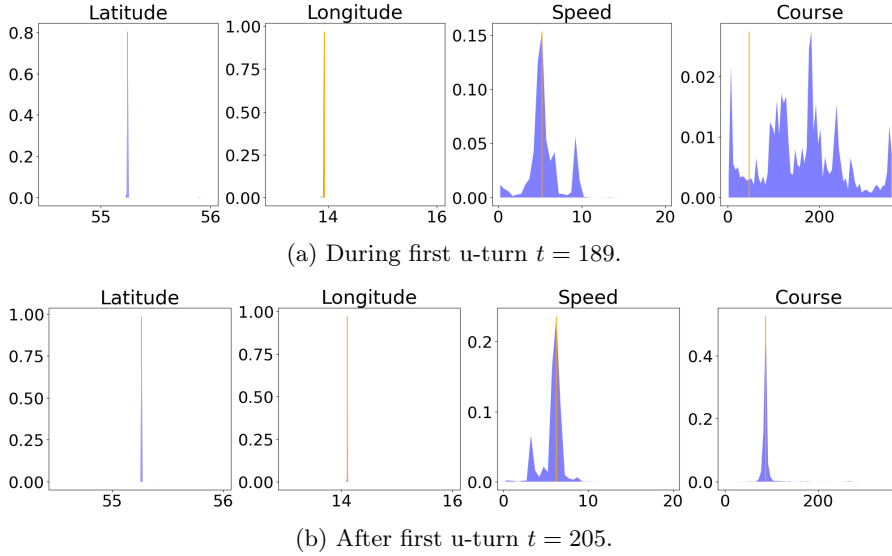 Latitude Longitude Speed Course
0.8 0.6 0.4 0.2 0.0 55 56
1.00 0.75 0.50 0.25 0.00 14 16
0.15 0.10 0.05 0.00 0 10 20
0.02 0.01 0.00 0 200
(a) During first u-turn t = 189.
Latitude Longitude Speed Course
1.00 0.75 0.50 0.25 0.00 55 56
1.00 0.75 0.50 0.25 0.00 14 16
0.2 0.1 0.0 0 10 20
0.4 0.2 0.0 0 200
(b) After first u-turn t = 205.